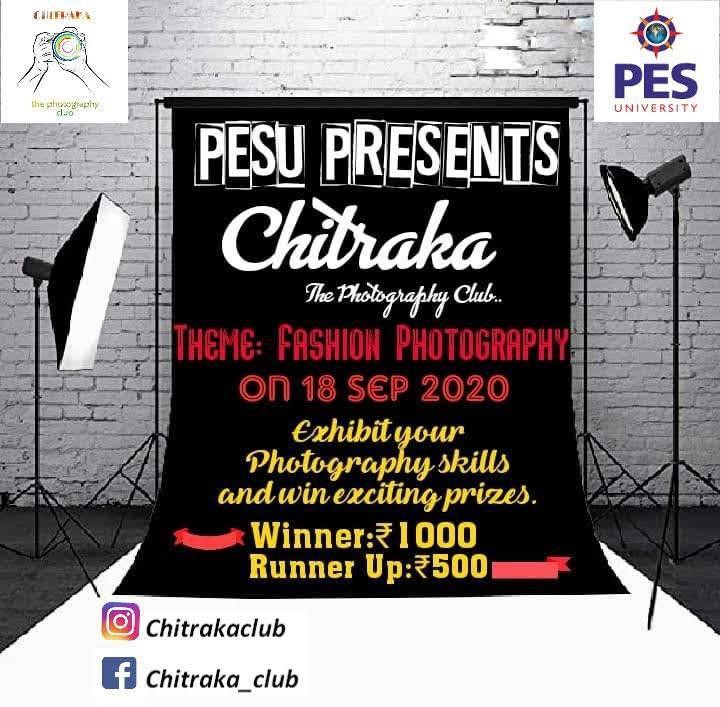 CHITRAKA
the photography
club
PES
UNIVERSITY
PESU PRESENTS
Chitraka
The Photography Club..
THEME: FASHION PHOTOGRAPHY
ON 18 SEP 2020
Exhibit your
Photography skills
and win exciting prizes.
Winner:₹1000
Runner Up:₹500
Chitrakaclub
Chitraka_club